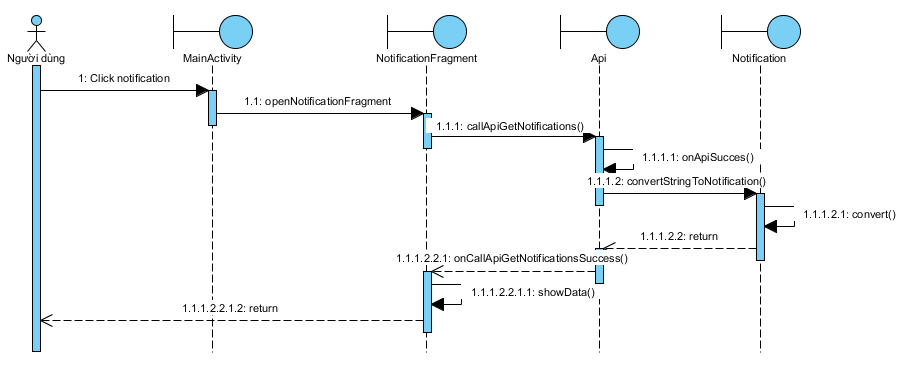 Người dùng
MainActivity
NotificationFragment
Api
Notification
1: Click notification
1.1: openNotificationFragment
1.1.1: callApiGetNotifications()
1.1.1.1: onApiSucces()
1.1.1.2: convertStringToNotification()
1.1.1.2.1: convert()
1.1.1.2.2: return
1.1.1.2.2.1: onCallApiGetNotificationsSuccess()
1.1.1.2.2.1.1: showData()
1.1.1.2.2.1.2: return